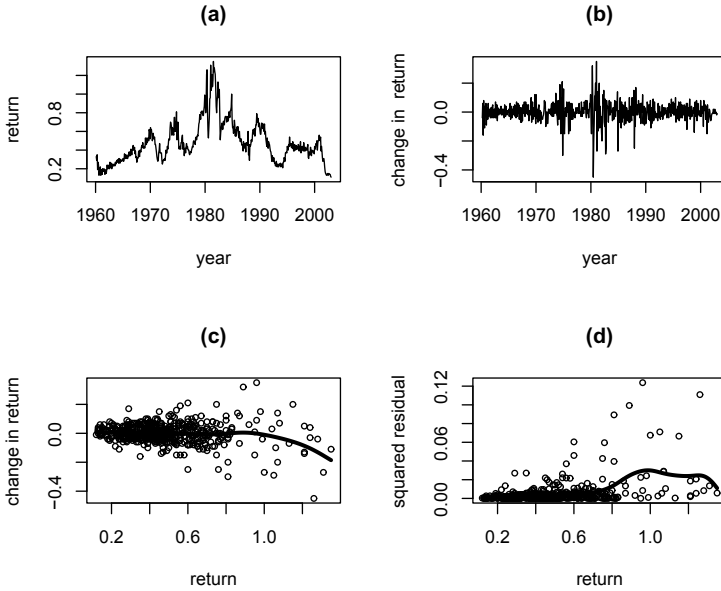 (a)
return
0.2 0.8
1960 1970 1980 1990 2000
year
(b)
change in return
-0.4 0.0
1960 1970 1980 1990 2000
year
(c)
change in return
-0.4 0.0
0.2 0.6 1.0
return
(d)
squared residual
0.00 0.06 0.12
0.2 0.6 1.0
return